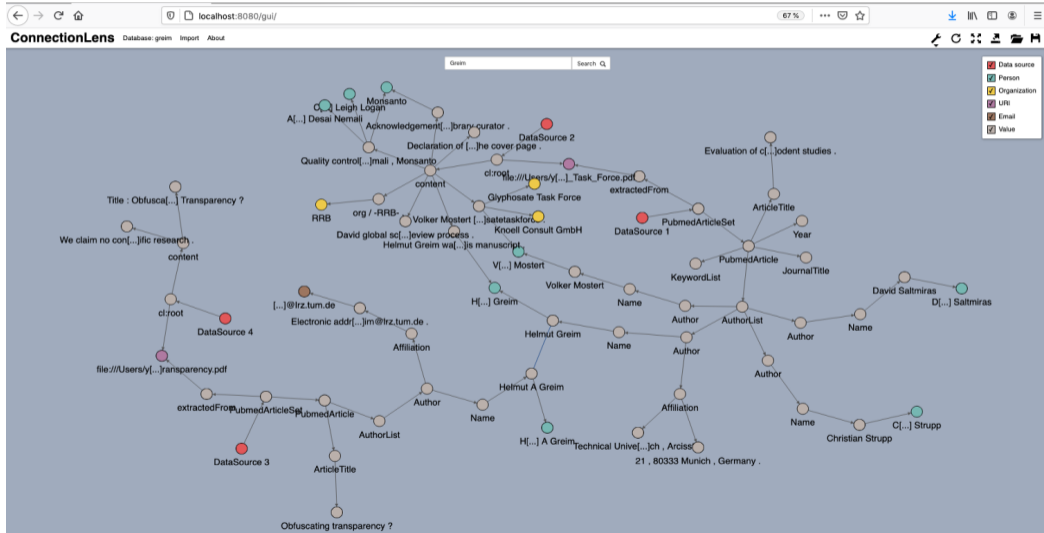 localhost:8080/gui/
67%
ConnectionLens Database: greim Import About
Greim
Search
Data source
Person
Organization
URI
Email
Value
C[...] Leigh Logan
Monsanto
A[...] Desai Nemali
Acknowledgement[...]brary curator .
DataSource 2
Declaration of [...]he cover page .
Evaluation of c[...]odent studies .
Quality control[...]mali , Monsanto
cl:root
file:///Users/y[...]_Task_Force.pdf
content
extractedFrom
Title : Obfusca[...] Transparency ?
Glyphosate Task Force
ArticleTitle
RRB
org / -RRB-
Volker Mostert [...]satetaskforc
Knoell Consult GmbH
DataSource 1
PubmedArticleSet
Year
David global sc[...]eview process .
We claim no con[...]ific research .
Helmut Greim wa[...]is manuscript
content
V[...] Mostert
PubmedArticle
JournalTitle
KeywordList
Volker Mostert
David Saltmiras
H[...] Greim
Name
D[...] Saltmiras
[...]@lrz.tum.de
cl:root
Electronic addr[...]im@lrz.tum.de .
Author
AuthorList
Name
DataSource 4
Helmut Greim
Author
Affiliation
Name
Author
file:///Users/y[...]ransparency.pdf
Author
Helmut A Greim
extractedFrom
PubmedArticleSet
PubmedArticle
Author
Affiliation
Name
Name
AuthorList
C[...] Strupp
H[...] A Greim
Technical Unive[...]ch , Arciss
Christian Strupp
DataSource 3
ArticleTitle
21 , 80333 Munich , Germany .
Obfuscating transparency ?